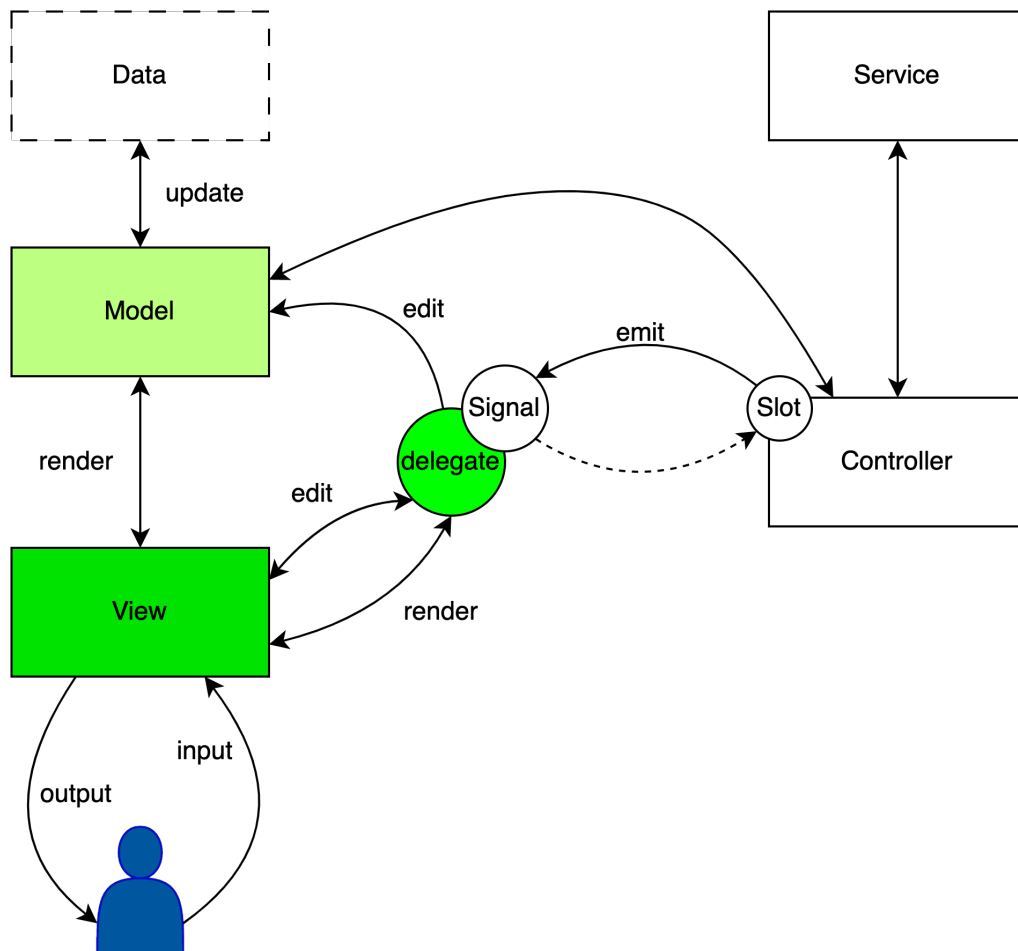 Data
Service
update
Model
edit
emit
Signal
Slot
render
delegate
Controller
edit
View
render
input
output